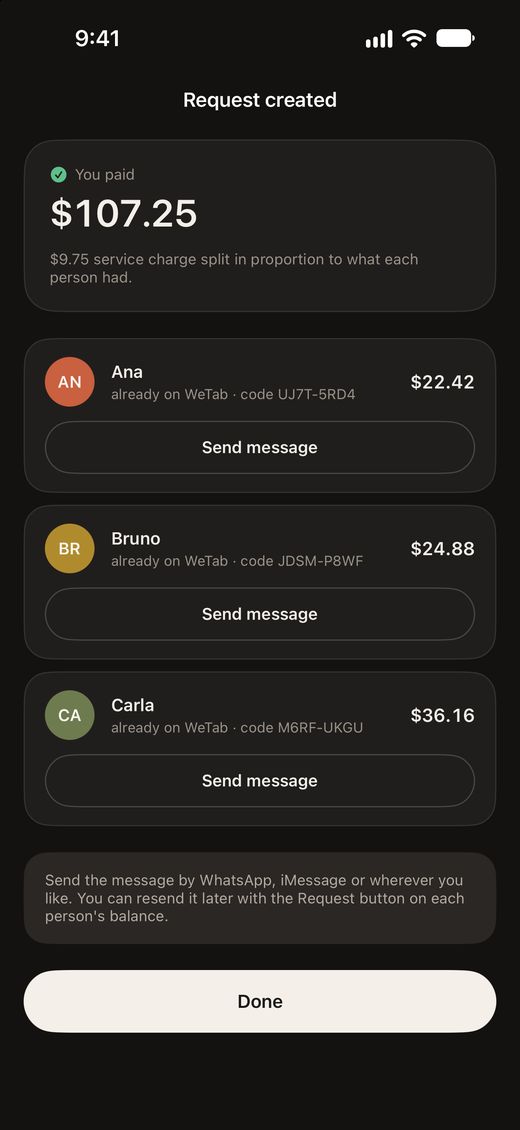 9:41
Request created
You paid
$107.25
$9.75 service charge split in proportion to what each
person had.
AN
Ana
already on WeTab · code UJ7T-5RD4
$22.42
Send message
BR
Bruno
already on WeTab · code JDSM-P8WF
$24.88
Send message
CA
Carla
already on WeTab · code M6RF-UKGU
$36.16
Send message
Send the message by WhatsApp, iMessage or wherever you
like. You can resend it later with the Request button on each
person's balance.
Done